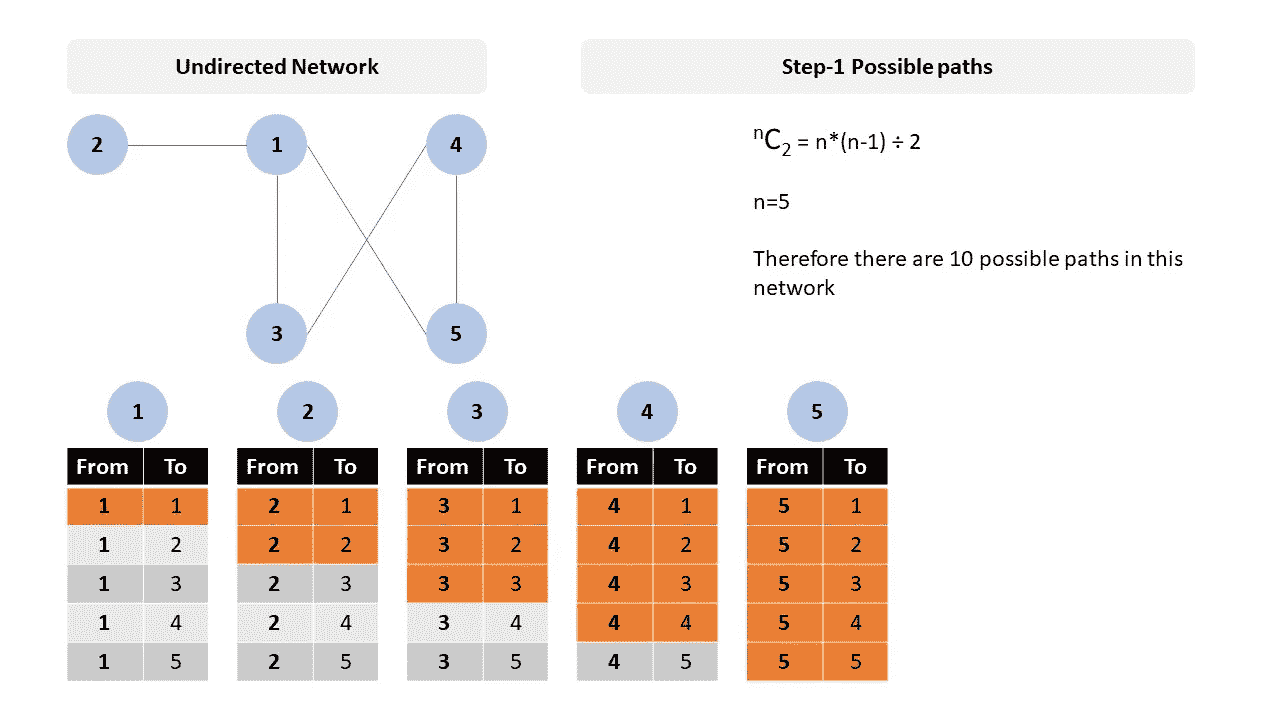 Undirected Network
Step-1 Possible paths
2
1
4
3
5
ⁿC₂ = n*(n-1) ÷ 2
n=5
Therefore there are 10 possible paths in this
network
1 2 3 4 5
From To From To From To From To From To
1 1 2 1 3 1 4 1 5 1
1 2 2 2 3 2 4 2 5 2
1 3 2 3 3 3 4 3 5 3
1 4 2 4 3 4 4 4 5 4
1 5 2 5 3 5 4 5 5 5